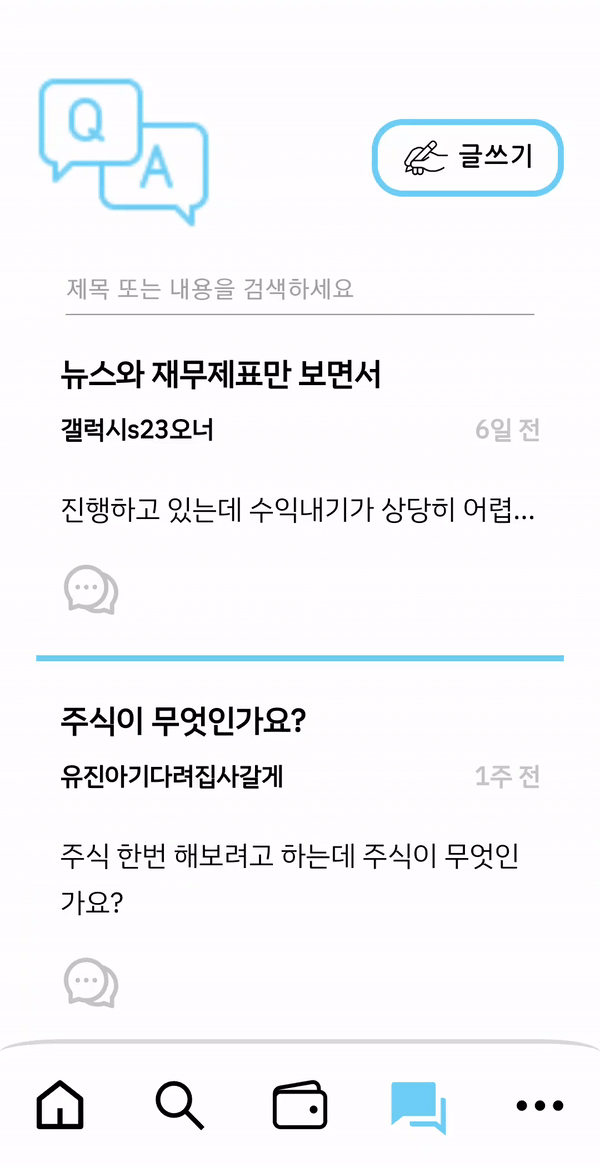 Q
A
글쓰기
제목 또는 내용을 검색하세요
뉴스와 재무제표만 보면서
갤럭시s23오너 6일 전
진행하고 있는데 수익내기가 상당히 어렵...
주식이 무엇인가요?
유진아기다려집사갈게 1주 전
주식 한번 해보려고 하는데 주식이 무엇인
가요?